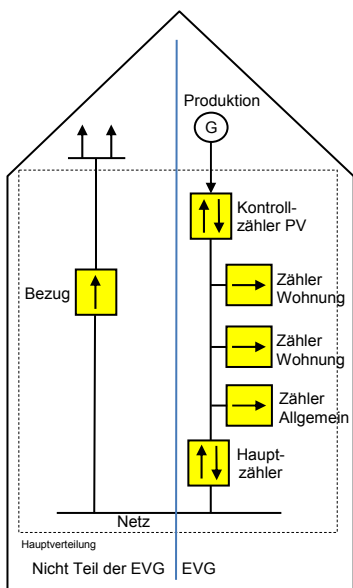 Produktion
G
Kontroll-
zähler PV
Bezug
Zähler
Wohnung
Zähler
Wohnung
Zähler
Allgemein
Haupt-
zähler
Netz
Hauptverteilung
Nicht Teil der EVG
EVG